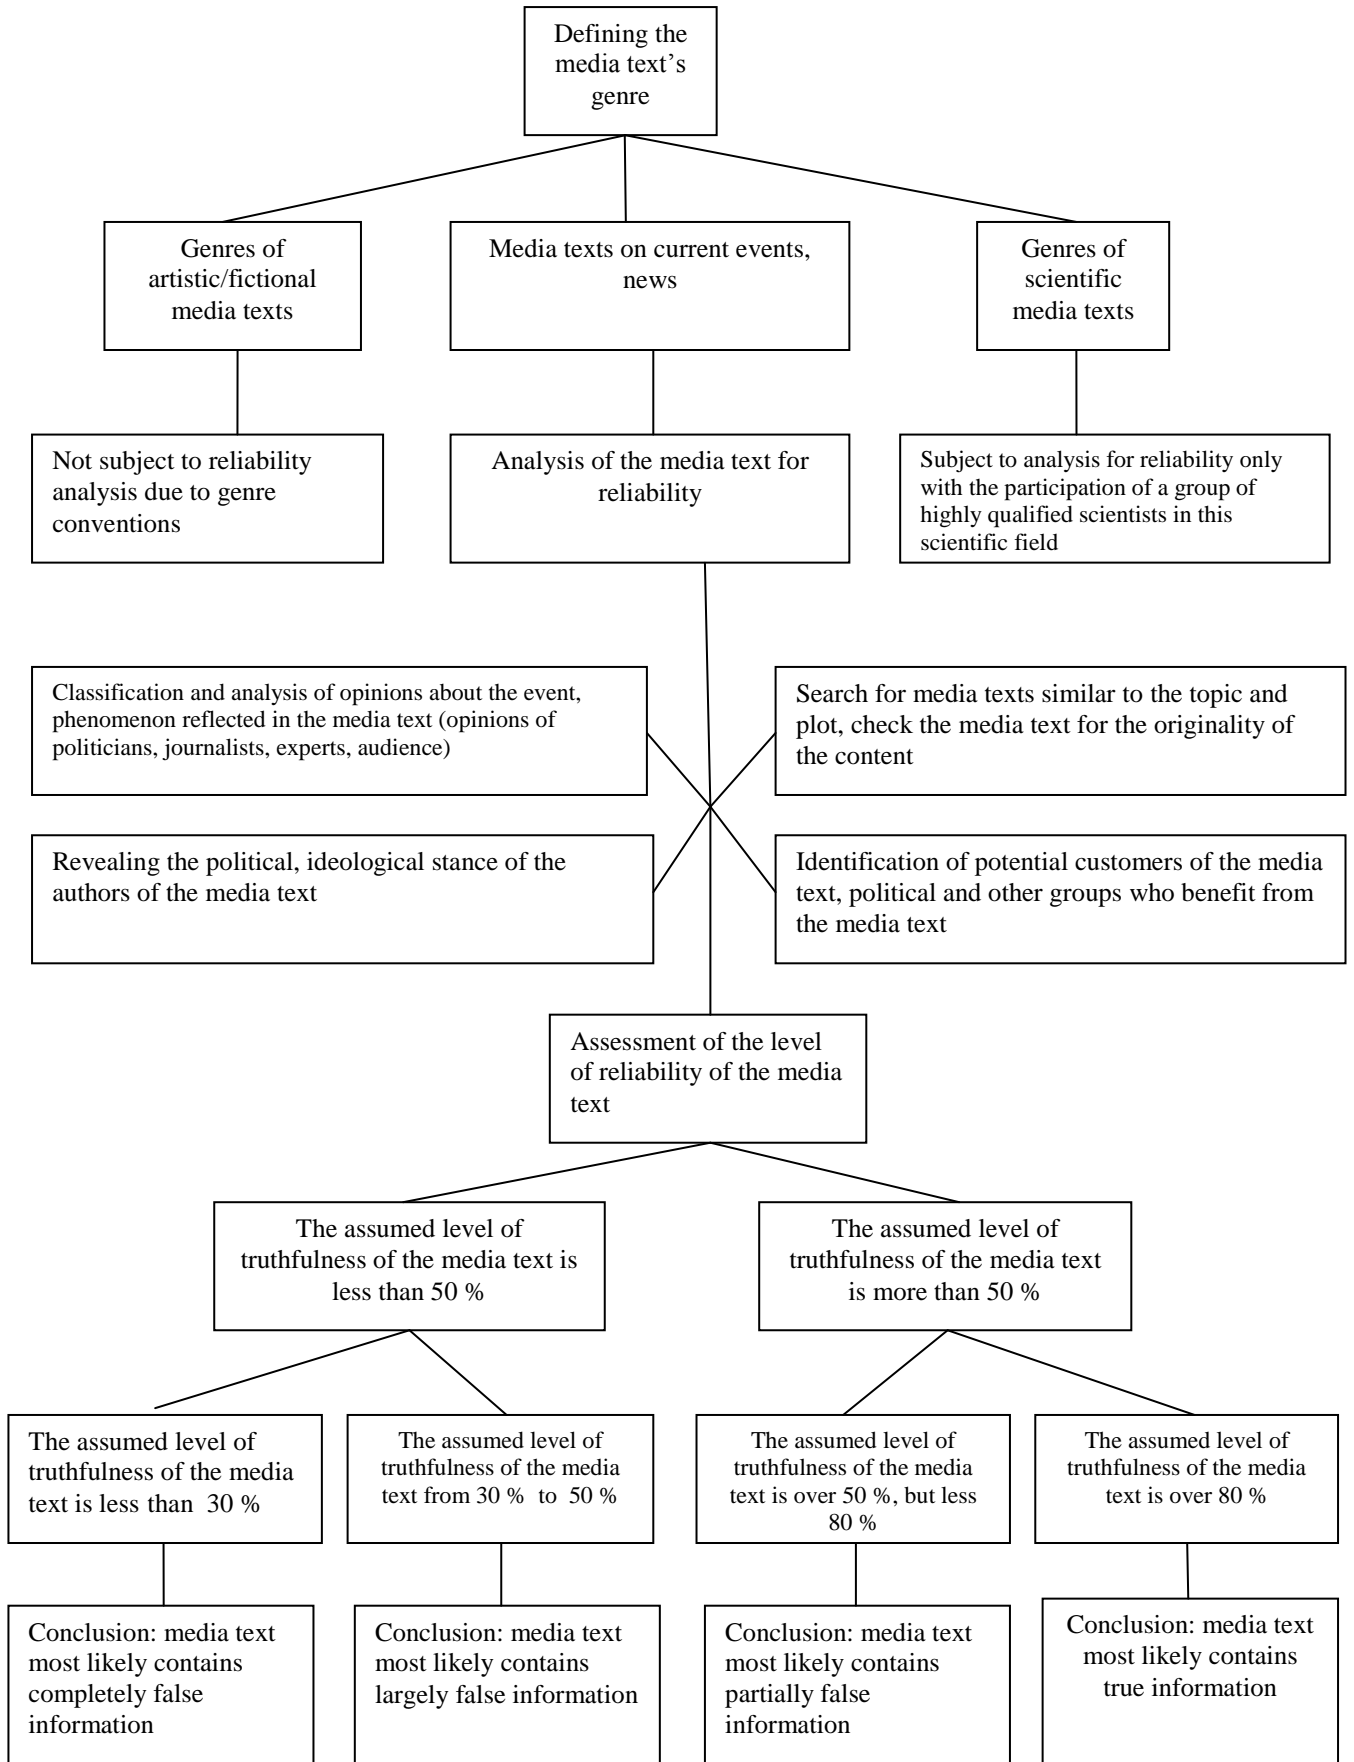 Defining the
media text’s
genre
Genres of
artistic/fictional
media texts
Media texts on current events,
news
Genres of
scientific
media texts
Not subject to reliability
analysis due to genre
conventions
Analysis of the media text for
reliability
Subject to analysis for reliability only
with the participation of a group of
highly qualified scientists in this
scientific field
Classification and analysis of opinions about the event,
phenomenon reflected in the media text (opinions of
politicians, journalists, experts, audience)
Search for media texts similar to the topic and
plot, check the media text for the originality of
the content
Revealing the political, ideological stance of the
authors of the media text
Identification of potential customers of the media
text, political and other groups who benefit from
the media text
Assessment of the level
of reliability of the media
text
The assumed level of
truthfulness of the media text is
less than 50 %
The assumed level of
truthfulness of the media text
is more than 50 %
The assumed level of
truthfulness of the media
text is less than  30 %
The assumed level of
truthfulness of the media
text from 30 %  to  50 %
The assumed level of
truthfulness of the media
text is over 50 %, but less
80 %
The assumed level of
truthfulness of the media
text is over 80 %
Conclusion: media text
most likely contains
completely false
information
Conclusion: media text
most likely contains
largely false information
Conclusion: media text
most likely contains
partially false
information
Conclusion: media text
most likely contains
true information